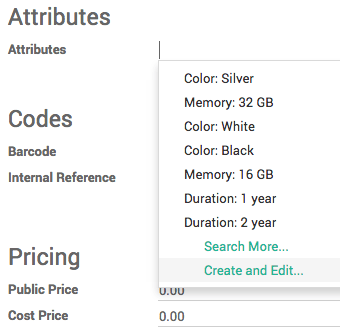 Attributes
Attributes
Color: Silver
Memory: 32 GB
Color: White
Color: Black
Memory: 16 GB
Duration: 1 year
Duration: 2 year
Search More...
Create and Edit...
Codes
Barcode
Internal Reference
Pricing
Public Price 0.00
Cost Price 0.00